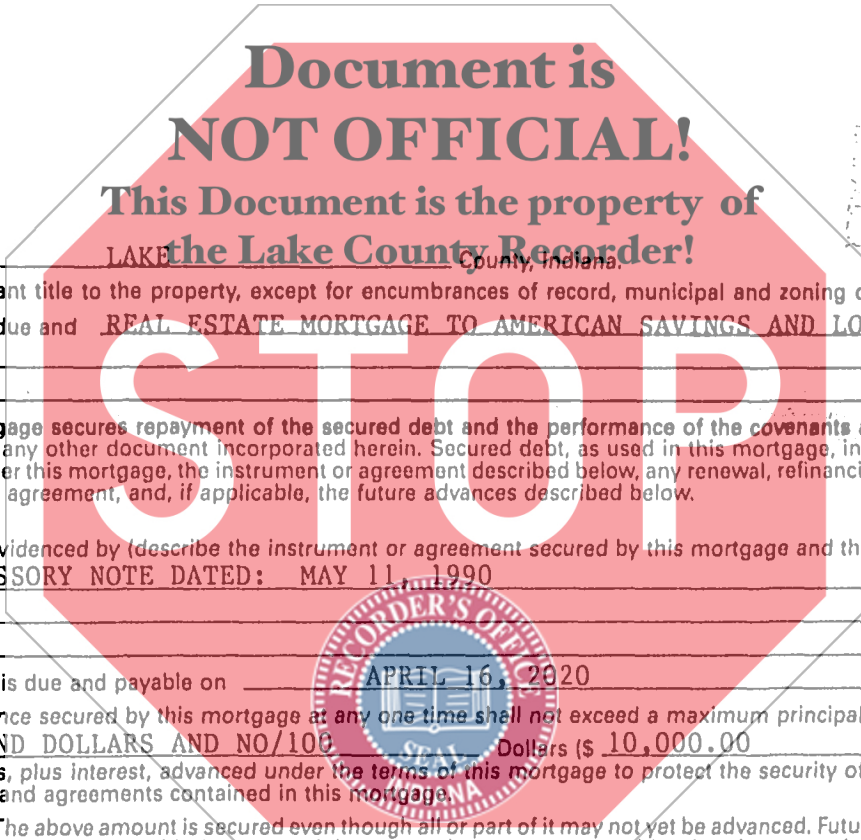 Document is
NOT OFFICIAL!
This Document is the property of
the Lake County Recorder!
LAKE County, Indiana.
ant title to the property, except for encumbrances of record, municipal and zoning o
due and REAL ESTATE MORTGAGE TO AMERICAN SAVINGS AND LO
STOP
gage secures repayment of the secured debt and the performance of the covenants a
any other document incorporated herein. Secured debt, as used in this mortgage, in
er this mortgage, the instrument or agreement described below, any renewal, refinanci
agreement, and, if applicable, the future advances described below.
videnced by (describe the instrument or agreement secured by this mortgage and th
SSORY NOTE DATED: MAY 11, 1990
RECORDER'S OFFICE
is due and payable on APRIL 16, 2020
nce secured by this mortgage at any one time shall not exceed a maximum principal
ND DOLLARS AND NO/100 Dollars ($ 10,000.00
SEAL
s, plus interest, advanced under the terms of this mortgage to protect the security of
and agreements contained in this mortgage.
The above amount is secured even though all or part of it may not yet be advanced. Futu